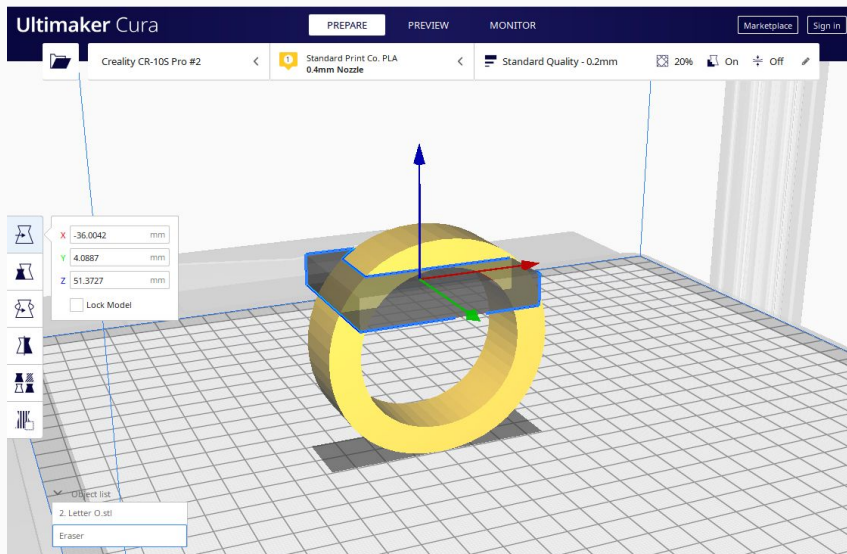 Ultimaker Cura
PREPARE PREVIEW MONITOR
Marketplace Sign in
Creality CR-10S Pro #2
1
Standard Print Co. PLA
0.4mm Nozzle
Standard Quality - 0.2mm
20% On Off
X -36.0042 mm
Y 4.0887 mm
Z 51.3727 mm
Lock Model
Object list
2. Letter O.stl
Eraser